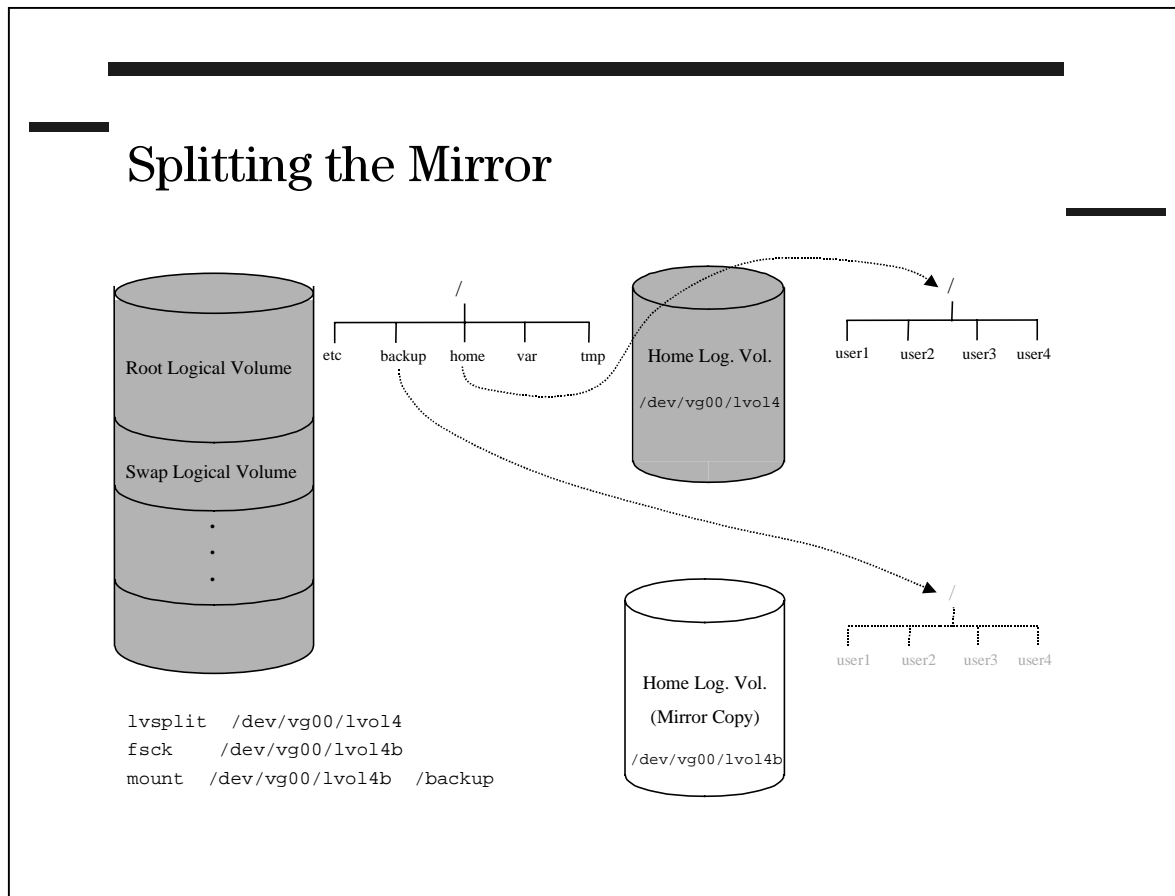 Splitting the Mirror
/
etc
backup
home
var
tmp
/
user1
user2
user3
user4
Root Logical Volume
Swap Logical Volume
.
.
.
Home Log. Vol.
/dev/vg00/lvol4
/
user1
user2
user3
user4
Home Log. Vol.
(Mirror Copy)
/dev/vg00/lvol4b
lvsplit /dev/vg00/lvol4
fsck /dev/vg00/lvol4b
mount /dev/vg00/lvol4b /backup